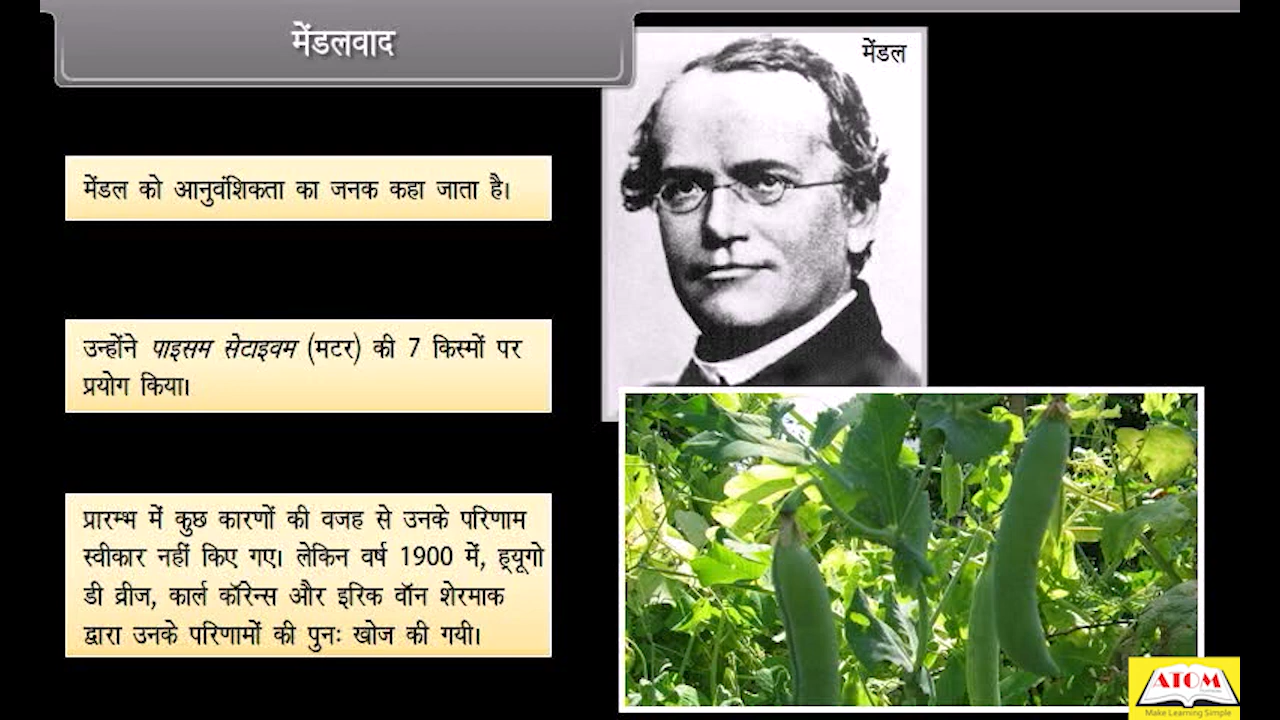 मेंडलवाद
मेंडल
मेंडल को आनुवंशिकता का जनक कहा जाता है।
उन्होंने पाइसम सेटाइवम (मटर) की 7 किस्मों पर
प्रयोग किया।
प्रारम्भ में कुछ कारणों की वजह से उनके परिणाम
स्वीकार नहीं किए गए। लेकिन वर्ष 1900 में, ह्यूगो
डी व्रीज, कार्ल कॉरेन्स और इरिक वॉन शेरमाक
द्वारा उनके परिणामों की पुनः खोज की गयी।
ATOM
Make Learning Simple